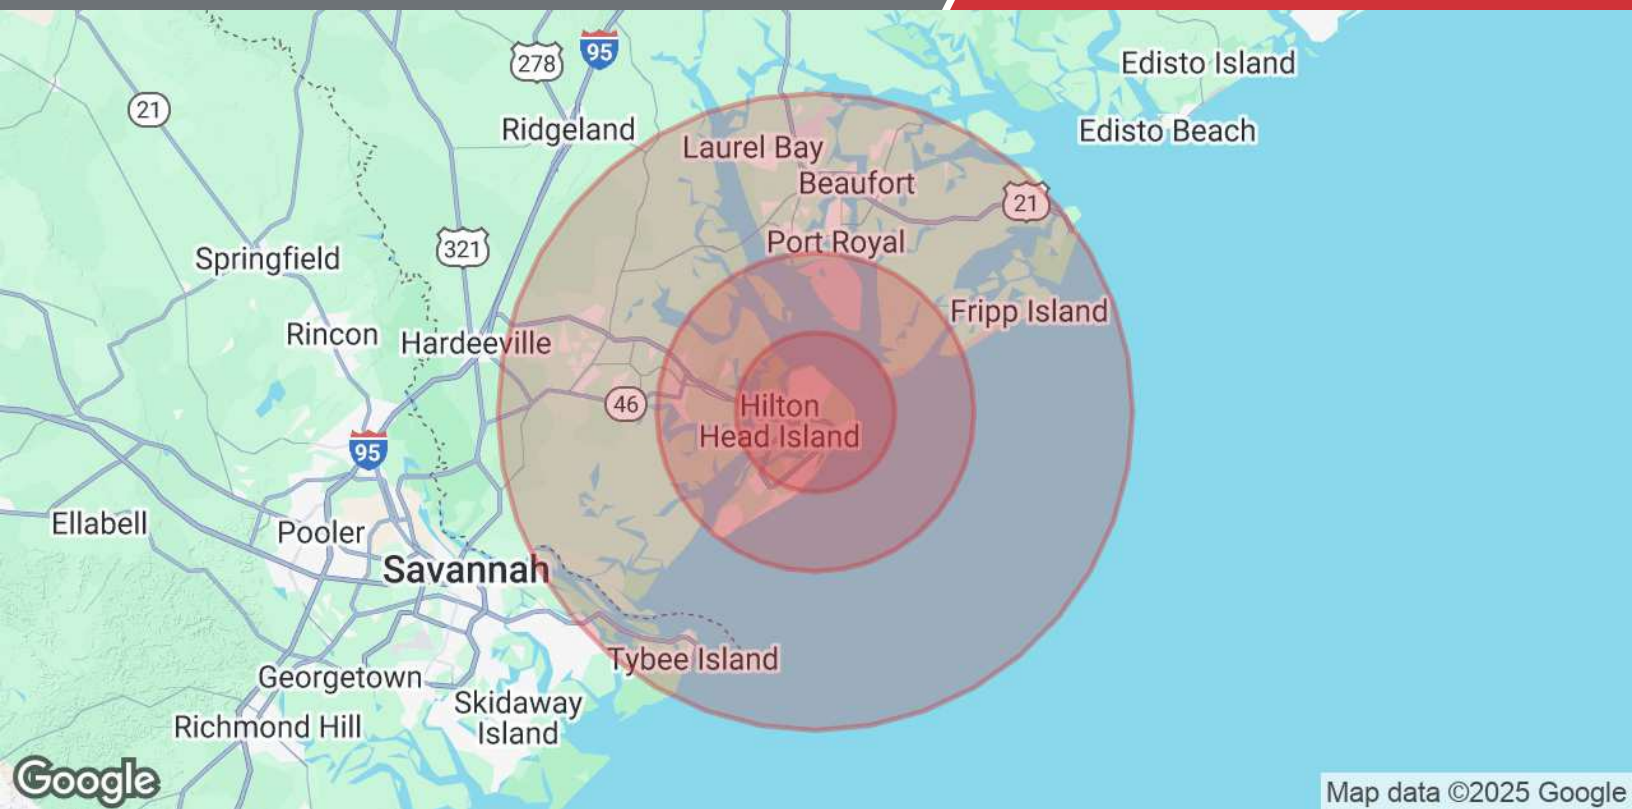 278
95
Edisto Island
21
Ridgeland
Edisto Beach
Laurel Bay
Beaufort
21
321
Port Royal
Springfield
Fripp Island
Rincon
Hardeeville
46
Hilton
Head Island
95
Ellabell
Pooler
Savannah
Tybee Island
Georgetown
Skidaway
Island
Richmond Hill
Google
Map data ©2025 Google